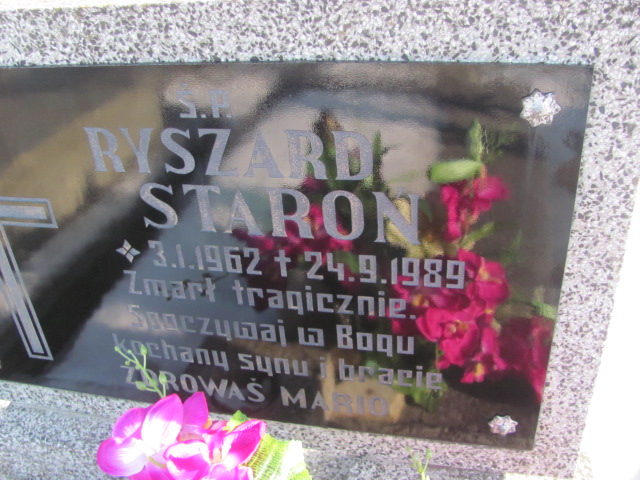 Ś.P.
RYSZARD
STAROŃ
* 3.1.1962 † 24.9.1989
Zmarł tragicznie.
Spoczywaj w Bogu
kochany synu i bracie
ZDROWAŚ MARIO